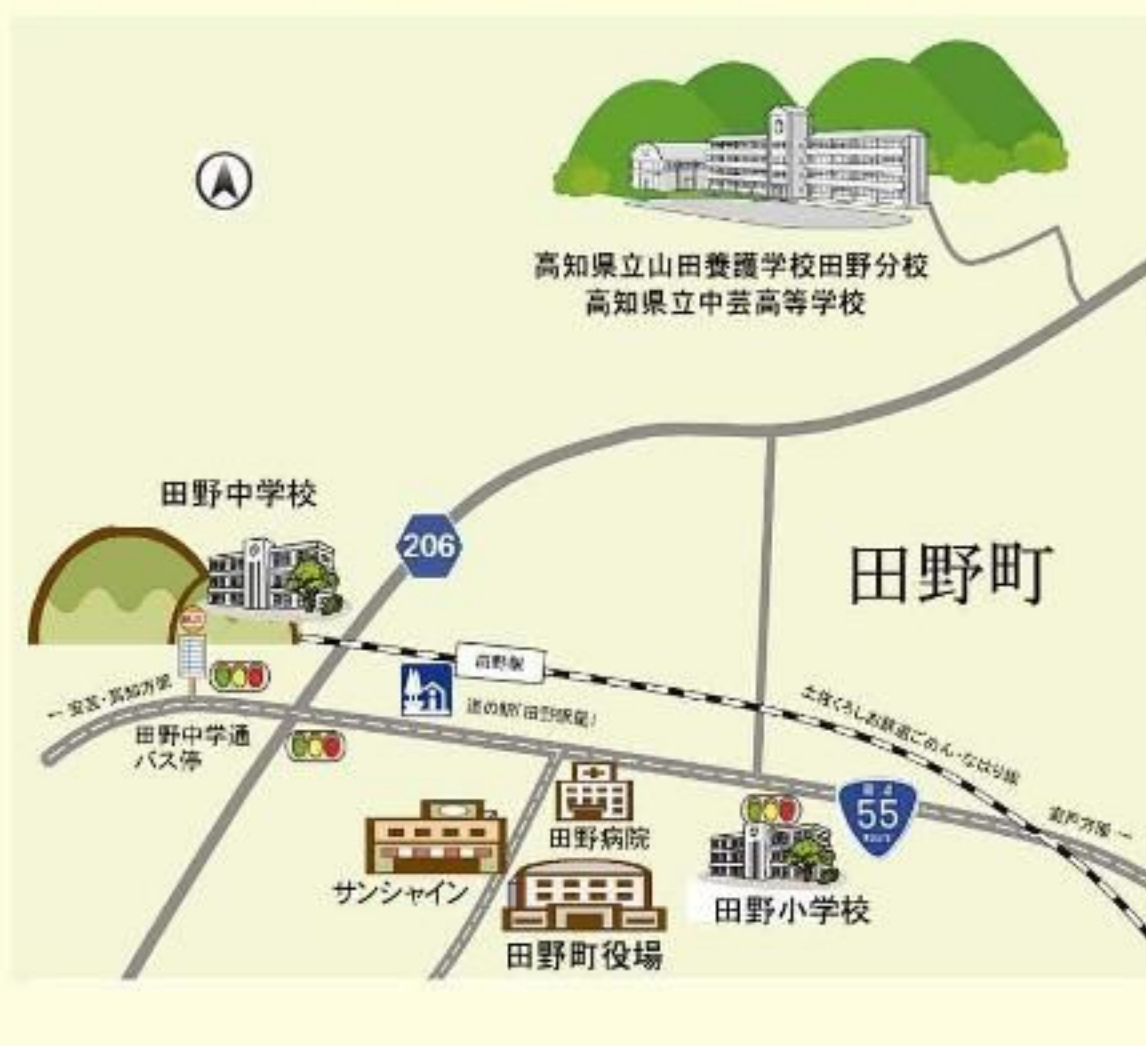 高知県立山田養護学校田野分校
高知県立中芸高等学校
田野中学校
206
田野町
田野駅
← 安芸・高知方面
道の駅(田野駅屋)
土佐くろしお鉄道ごめん・なはり線
田野中学通
バス停
55
ROUTE
室戸方面 →
田野病院
サンシャイン
田野小学校
田野町役場